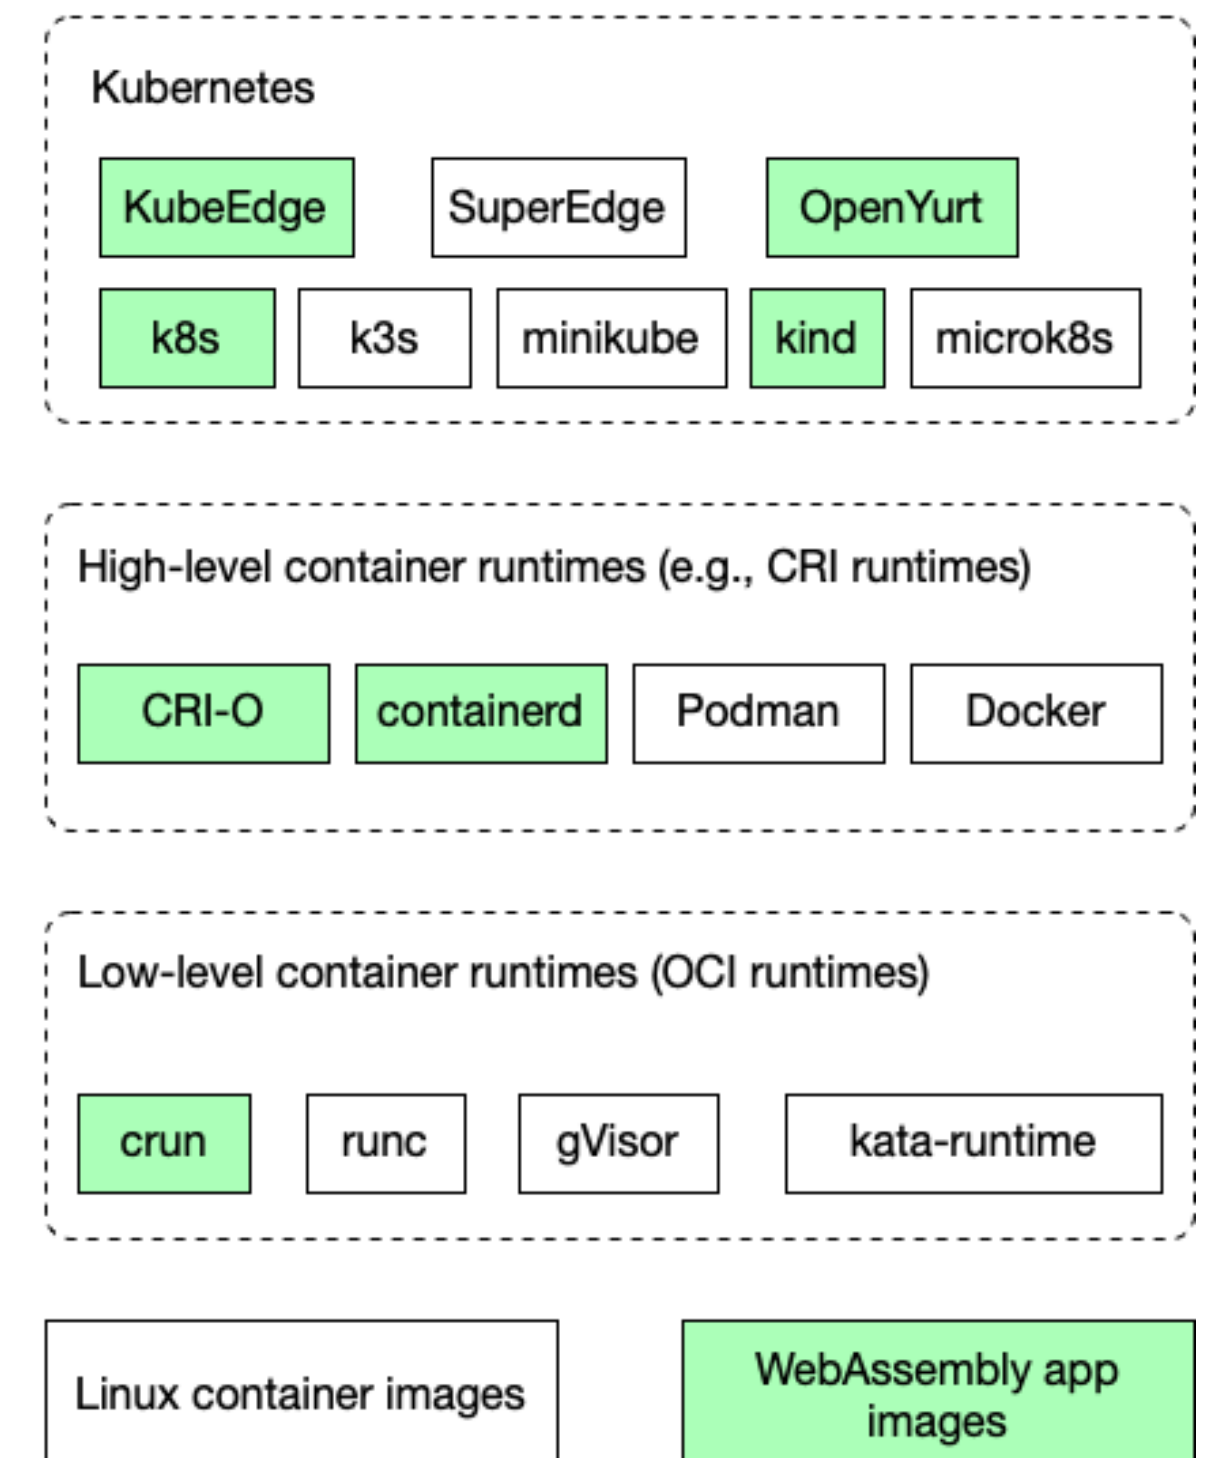 Kubernetes
KubeEdge SuperEdge OpenYurt
k8s k3s minikube kind microk8s
High-level container runtimes (e.g., CRI runtimes)
CRI-O containerd Podman Docker
Low-level container runtimes (OCI runtimes)
crun runc gVisor kata-runtime
Linux container images
WebAssembly app
images